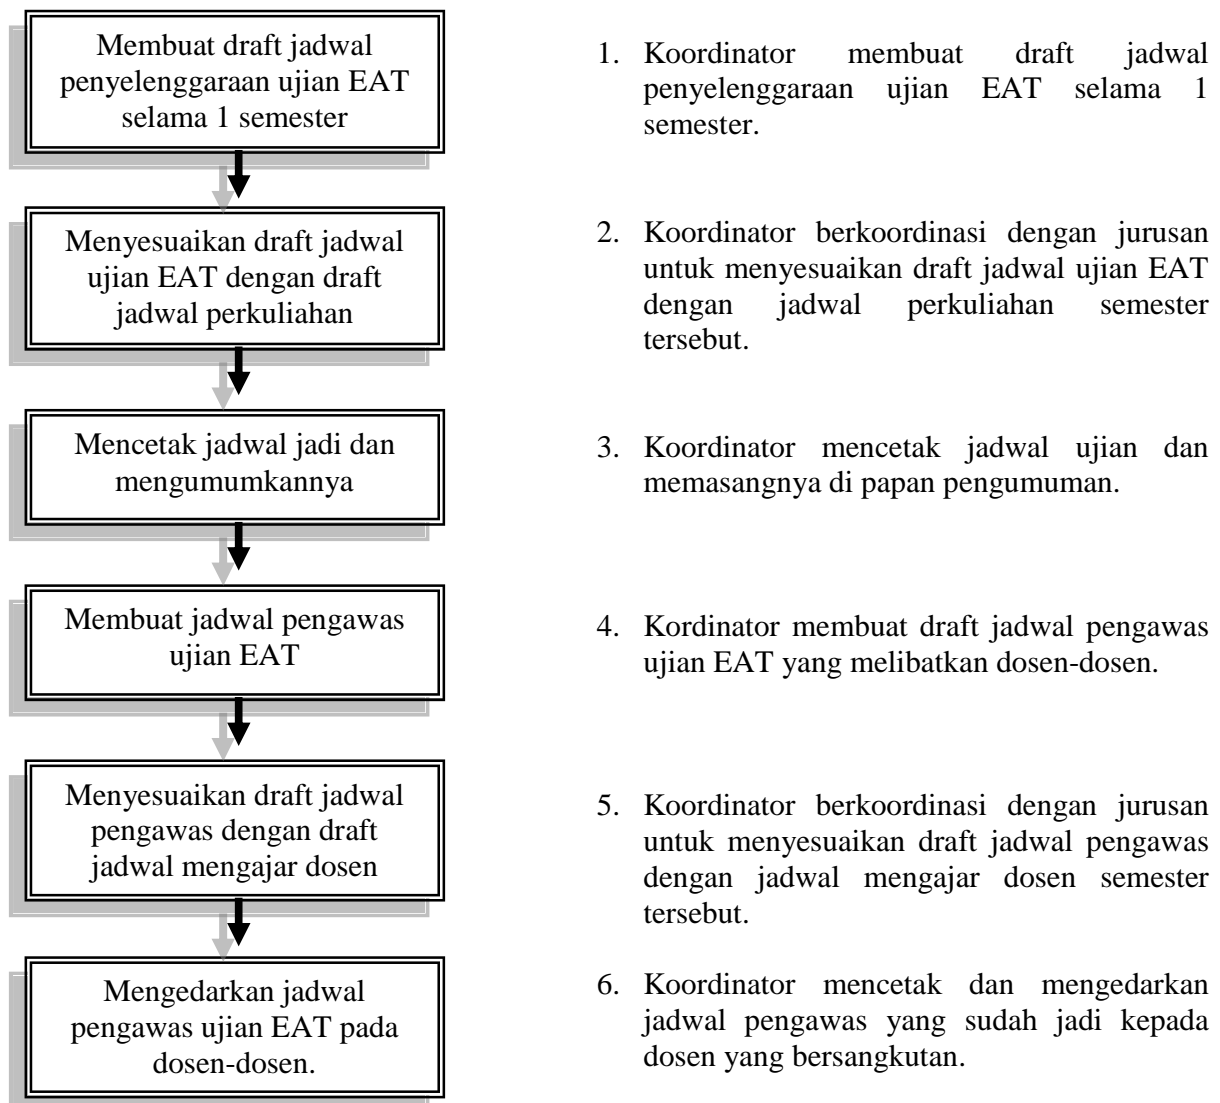 Membuat draft jadwal
penyelenggaraan ujian EAT
selama 1 semester
1. Koordinator membuat draft jadwal
penyelenggaraan ujian EAT selama 1
semester.
Menyesuaikan draft jadwal
ujian EAT dengan draft
jadwal perkuliahan
2. Koordinator berkoordinasi dengan jurusan
untuk menyesuaikan draft jadwal ujian EAT
dengan jadwal perkuliahan semester
tersebut.
Mencetak jadwal jadi dan
mengumumkannya
3. Koordinator mencetak jadwal ujian dan
memasangnya di papan pengumuman.
Membuat jadwal pengawas
ujian EAT
4. Kordinator membuat draft jadwal pengawas
ujian EAT yang melibatkan dosen-dosen.
Menyesuaikan draft jadwal
pengawas dengan draft
jadwal mengajar dosen
5. Koordinator berkoordinasi dengan jurusan
untuk menyesuaikan draft jadwal pengawas
dengan jadwal mengajar dosen semester
tersebut.
Mengedarkan jadwal
pengawas ujian EAT pada
dosen-dosen.
6. Koordinator mencetak dan mengedarkan
jadwal pengawas yang sudah jadi kepada
dosen yang bersangkutan.